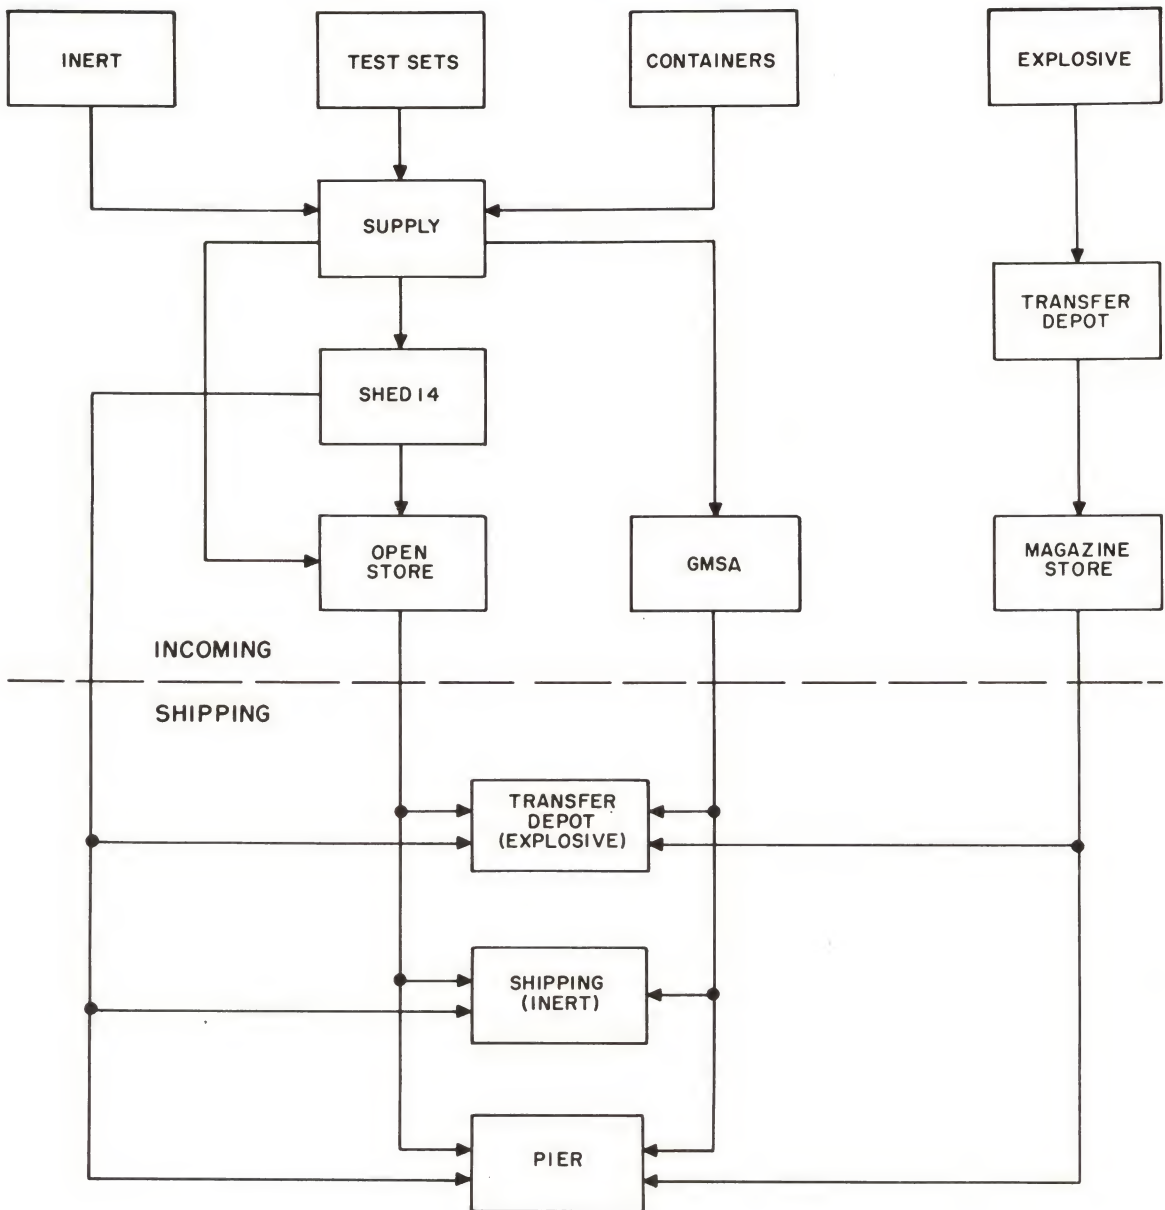 INERT
TEST SETS
CONTAINERS
EXPLOSIVE
SUPPLY
TRANSFER
DEPOT
SHED 14
OPEN
STORE
GMSA
MAGAZINE
STORE
INCOMING
SHIPPING
TRANSFER
DEPOT
(EXPLOSIVE)
SHIPPING
(INERT)
PIER